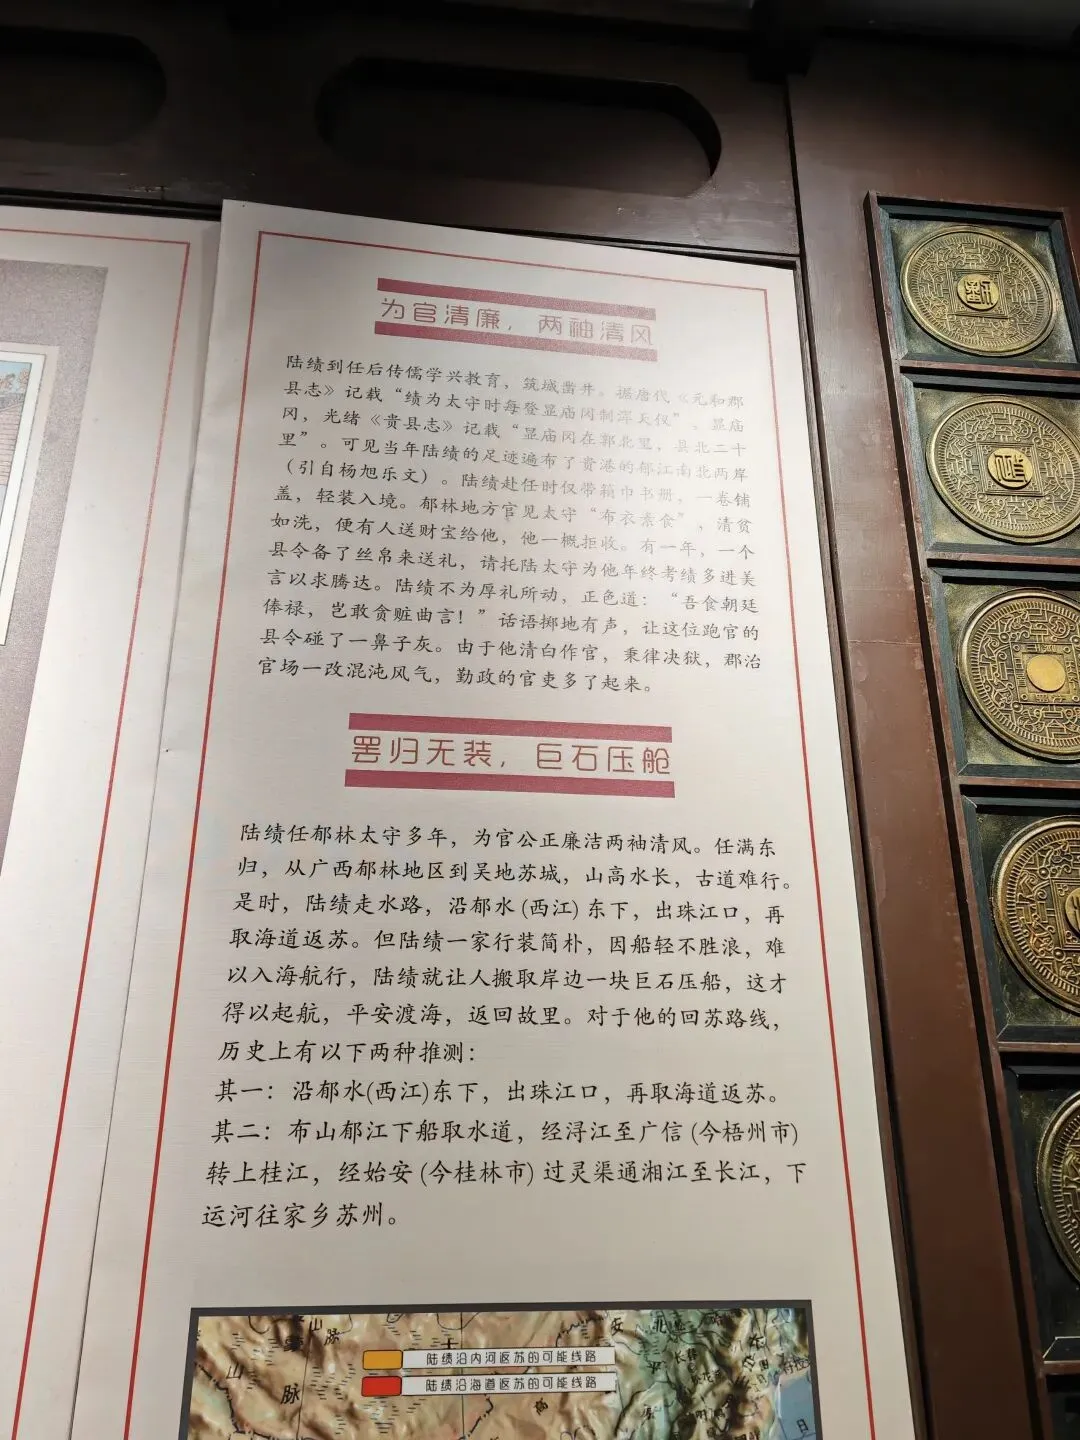 为官清廉，两袖清风
陆绩到任后传儒学兴教育，筑城凿井。据唐代《元和郡
县志》记载“绩为太守时每登显庙冈制浑天仪”。显庙
冈，光绪《贵县志》记载“显庙冈在郭北里，县北二十
里”。可见当年陆绩的足迹遍布了贵港的郁江南北两岸
（引自杨旭乐文）。陆绩赴任时仅带箱巾书册，一卷铺
盖，轻装入境。郁林地方官见太守“布衣素食”，清贫
如洗，便有人送财宝给他，他一概拒收。有一年，一个
县令备了丝帛来送礼，请托陆太守为他年终考绩多进美
言以求腾达。陆绩不为厚礼所动，正色道：“吾食朝廷
俸禄，岂敢贪赃曲言！”话语掷地有声，让这位跑官的
县令碰了一鼻子灰。由于他清白作官，秉律决狱，郡治
官场一改混沌风气，勤政的官吏多了起来。
罢归无装，巨石压舱
陆绩任郁林太守多年，为官公正廉洁两袖清风。任满东
归，从广西郁林地区到吴地苏城，山高水长，古道难行。
是时，陆绩走水路，沿郁水(西江)东下，出珠江口，再
取海道返苏。但陆绩一家行装简朴，因船轻不胜浪，难
以入海航行，陆绩就让人搬取岸边一块巨石压船，这才
得以起航，平安渡海，返回故里。对于他的回苏路线，
历史上有以下两种推测：
其一：沿郁水(西江)东下，出珠江口，再取海道返苏。
其二：布山郁江下船取水道，经浔江至广信(今梧州市)
转上桂江，经始安(今桂林市)过灵渠通湘江至长江，下
运河往家乡苏州。
陆绩沿内河返苏的可能线路
陆绩沿海道返苏的可能线路
山
脉
山
脉
高
北
平
日